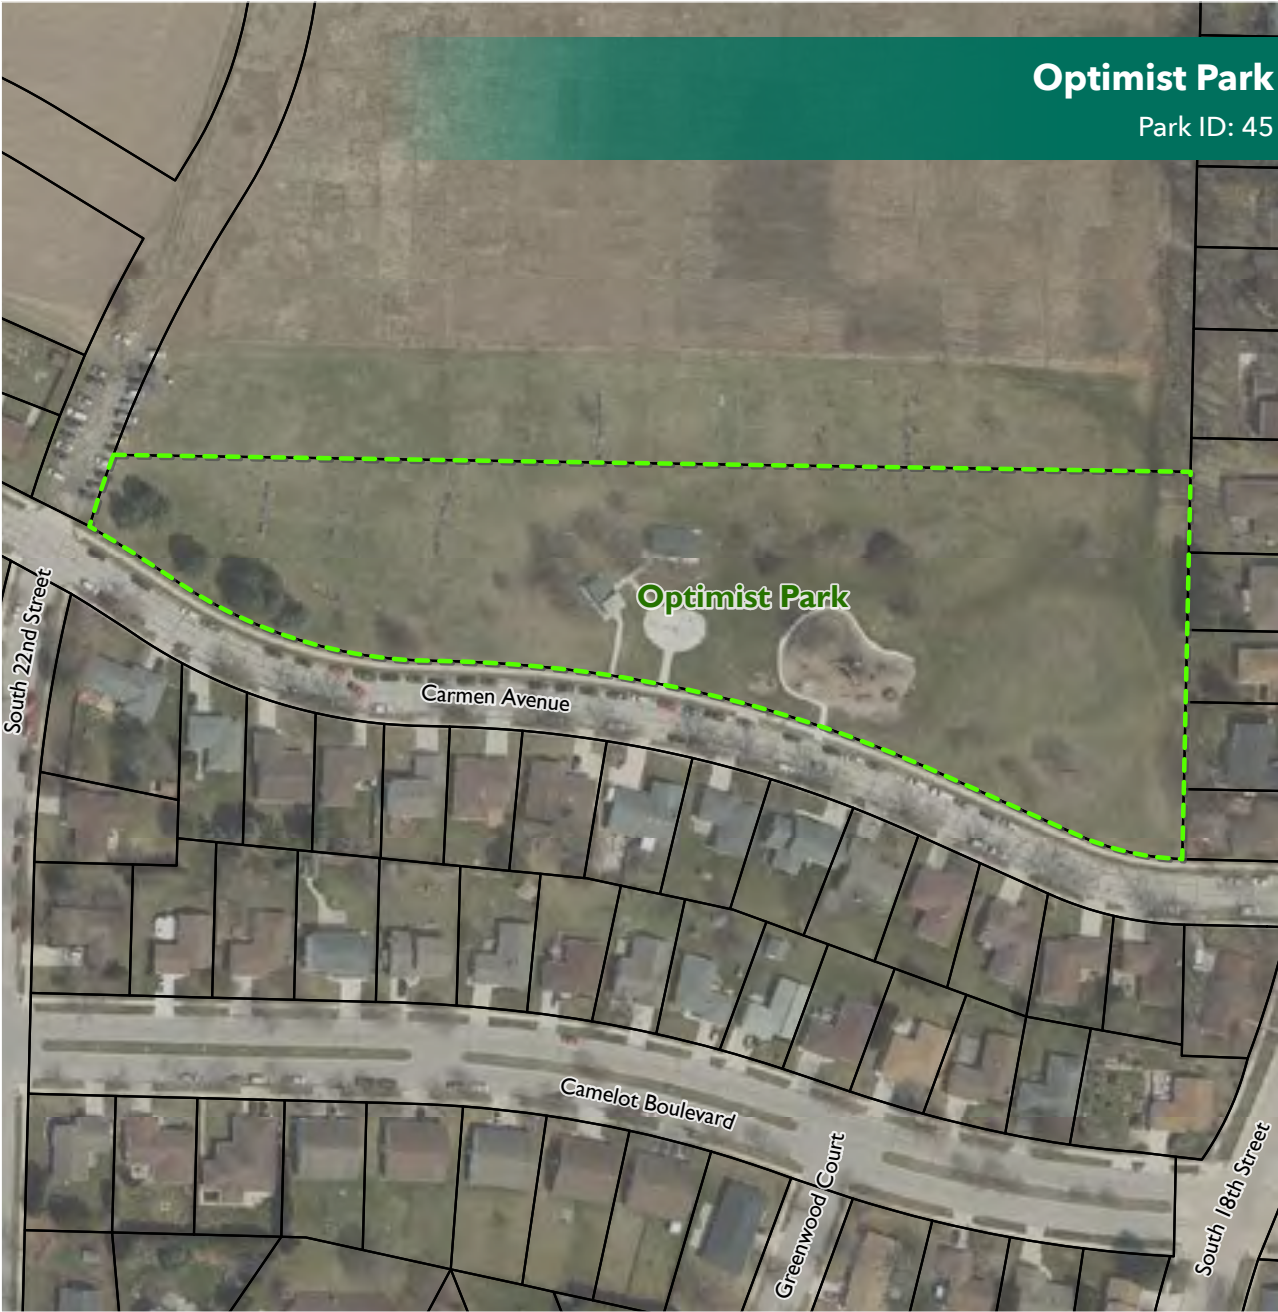 Optimist Park
Park ID: 45
Optimist Park
South 22nd Street
Carmen Avenue
Camelot Boulevard
Greenwood Court
South 18th Street